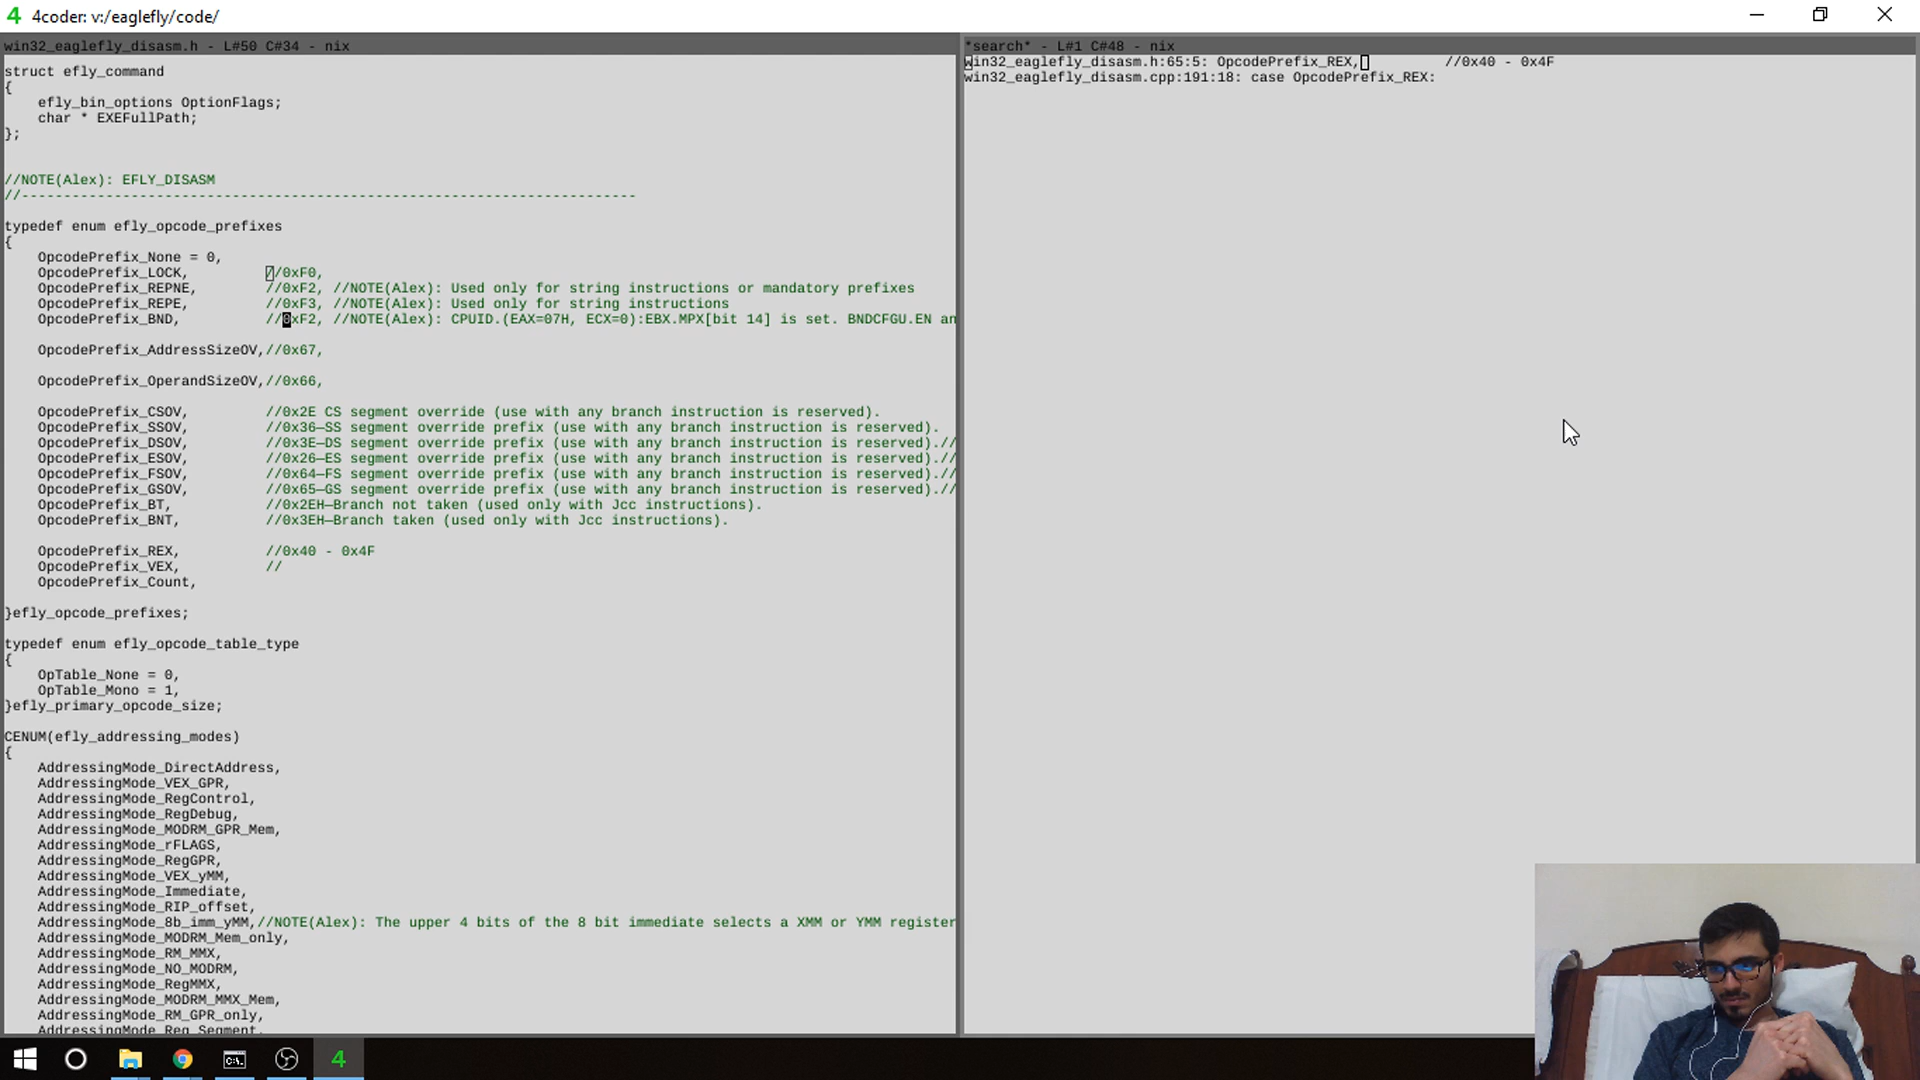 4 4coder: v:/eaglefly/code/
win32_eaglefly_disasm.h - L#50 C#34 - nix
struct efly_command
{
    efly_bin_options OptionFlags;
    char * EXEFullPath;
};
//NOTE(Alex): EFLY_DISASM
//-------------------------------------------------------------------------
typedef enum efly_opcode_prefixes
{
    OpcodePrefix_None = 0,
    OpcodePrefix_LOCK,         //0xF0,
    OpcodePrefix_REPNE,        //0xF2, //NOTE(Alex): Used only for string instructions or mandatory prefixes
    OpcodePrefix_REPE,         //0xF3, //NOTE(Alex): Used only for string instructions
    OpcodePrefix_BND,          //0xF2, //NOTE(Alex): CPUID.(EAX=07H, ECX=0):EBX.MPX[bit 14] is set. BNDCFGU.EN an
    OpcodePrefix_AddressSizeOV,//0x67,
    OpcodePrefix_OperandSizeOV,//0x66,
    OpcodePrefix_CSOV,         //0x2E CS segment override (use with any branch instruction is reserved).
    OpcodePrefix_SSOV,         //0x36—SS segment override prefix (use with any branch instruction is reserved).
    OpcodePrefix_DSOV,         //0x3E—DS segment override prefix (use with any branch instruction is reserved).//
    OpcodePrefix_ESOV,         //0x26—ES segment override prefix (use with any branch instruction is reserved).//
    OpcodePrefix_FSOV,         //0x64—FS segment override prefix (use with any branch instruction is reserved).//
    OpcodePrefix_GSOV,         //0x65—GS segment override prefix (use with any branch instruction is reserved).//
    OpcodePrefix_BT,           //0x2EH—Branch not taken (used only with Jcc instructions).
    OpcodePrefix_BNT,          //0x3EH—Branch taken (used only with Jcc instructions).
    OpcodePrefix_REX,          //0x40 - 0x4F
    OpcodePrefix_VEX,          //
    OpcodePrefix_Count,
}efly_opcode_prefixes;
typedef enum efly_opcode_table_type
{
    OpTable_None = 0,
    OpTable_Mono = 1,
}efly_primary_opcode_size;
CENUM(efly_addressing_modes)
{
    AddressingMode_DirectAddress,
    AddressingMode_VEX_GPR,
    AddressingMode_RegControl,
    AddressingMode_RegDebug,
    AddressingMode_MODRM_GPR_Mem,
    AddressingMode_rFLAGS,
    AddressingMode_RegGPR,
    AddressingMode_VEX_yMM,
    AddressingMode_Immediate,
    AddressingMode_RIP_offset,
    AddressingMode_8b_imm_yMM,//NOTE(Alex): The upper 4 bits of the 8 bit immediate selects a XMM or YMM register
    AddressingMode_MODRM_Mem_only,
    AddressingMode_RM_MMX,
    AddressingMode_NO_MODRM,
    AddressingMode_RegMMX,
    AddressingMode_MODRM_MMX_Mem,
    AddressingMode_RM_GPR_only,
    AddressingMode_Reg_Segment,
*search* - L#1 C#48 - nix
win32_eaglefly_disasm.h:65:5: OpcodePrefix_REX,          //0x40 - 0x4F
win32_eaglefly_disasm.cpp:191:18: case OpcodePrefix_REX:
C:\.
4